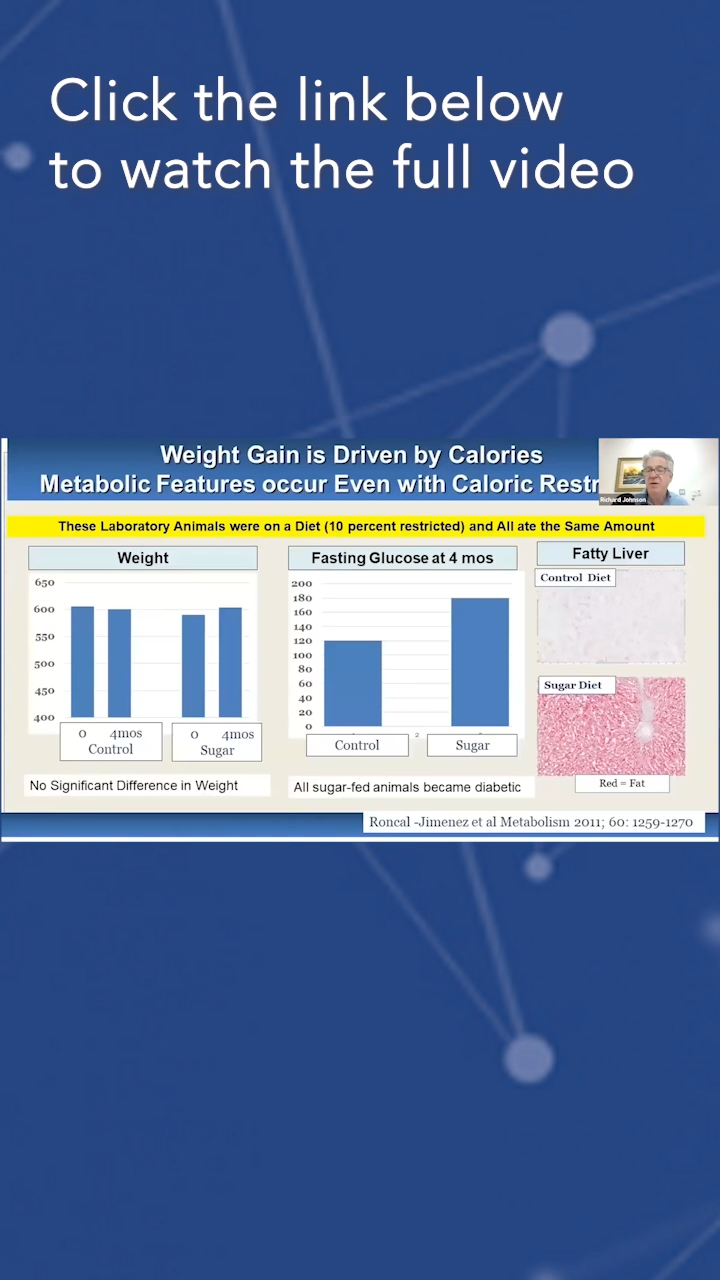 Click the link below
to watch the full video
Weight Gain is Driven by Calories
Metabolic Features occur Even with Caloric Restr
Richard Johnson
These Laboratory Animals were on a Diet (10 percent restricted) and All ate the Same Amount
Weight
650
600
550
500
450
400
0 4mos
Control
0 4mos
Sugar
No Significant Difference in Weight
Fasting Glucose at 4 mos
200
180
160
140
120
100
80
60
40
20
0
2
Control
Sugar
All sugar-fed animals became diabetic
Fatty Liver
Control Diet
Sugar Diet
Red = Fat
Roncal -Jimenez et al Metabolism 2011; 60: 1259-1270